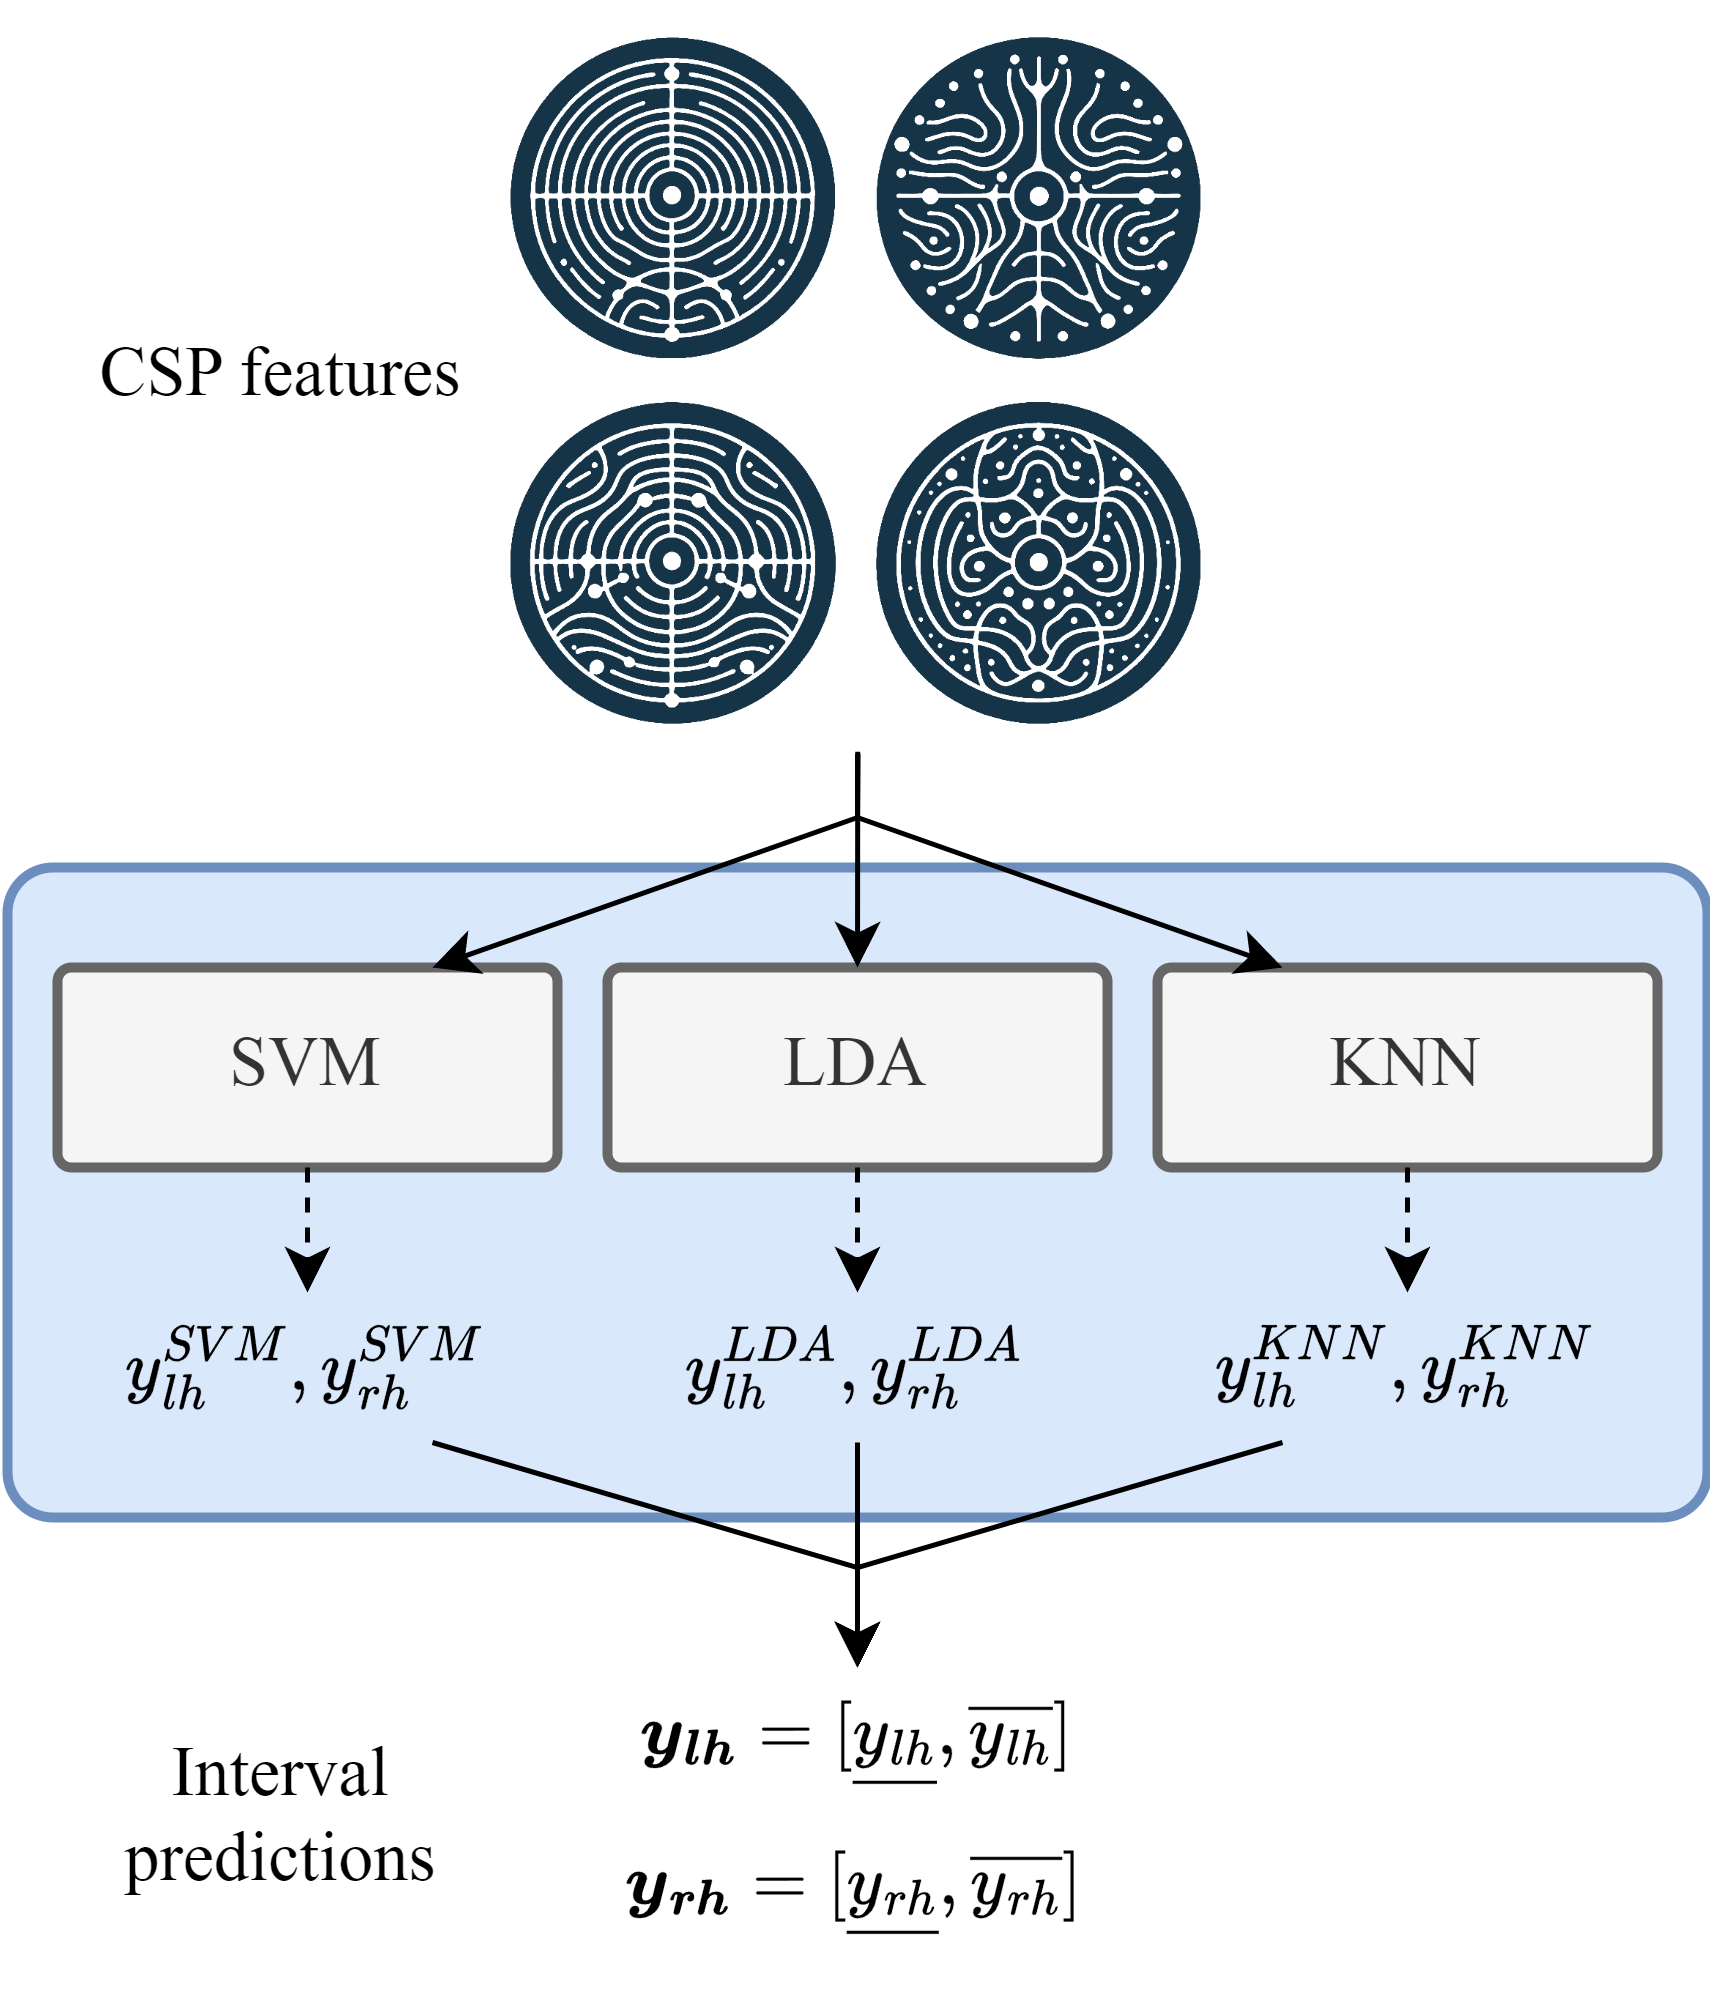 CSP features
SVM
LDA
KNN
$y_{lh}^{SVM}, y_{rh}^{SVM}$
$y_{lh}^{LDA}, y_{rh}^{LDA}$
$y_{lh}^{KNN}, y_{rh}^{KNN}$
Interval
predictions
$\boldsymbol{y_{lh}} = [\underline{y_{lh}}, \overline{y_{lh}}]$
$\boldsymbol{y_{rh}} = [\underline{y_{rh}}, \overline{y_{rh}}]$